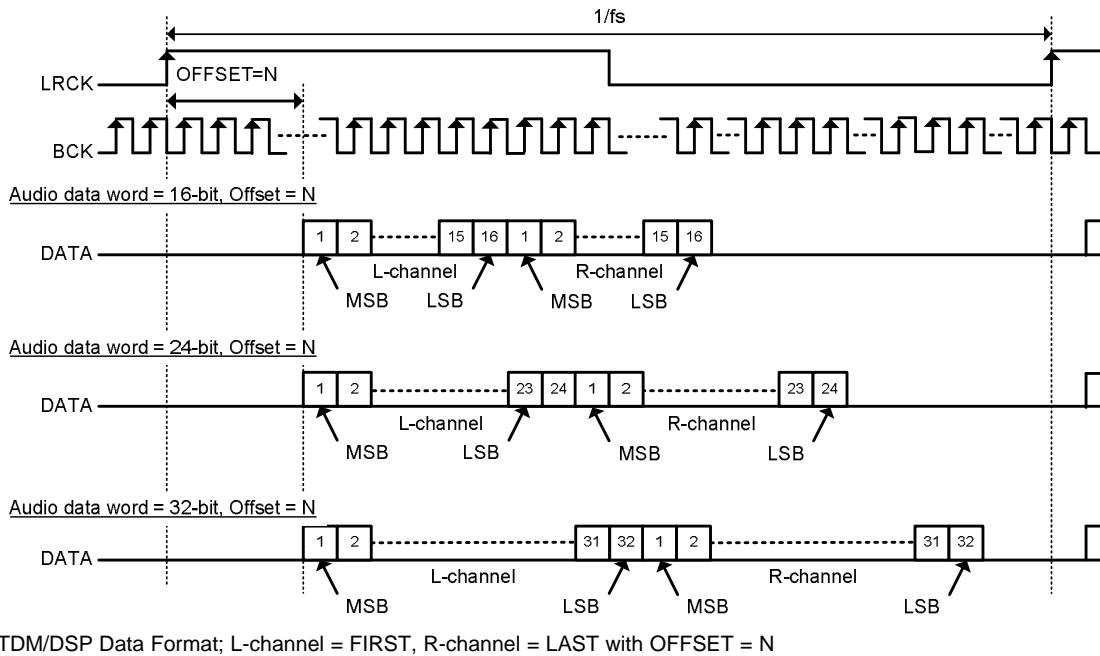 1/fs
LRCK
OFFSET=N
BCK
Audio data word = 16-bit, Offset = N
DATA
1 2 15 16 1 2 15 16
L-channel R-channel
MSB LSB MSB LSB
Audio data word = 24-bit, Offset = N
DATA
1 2 23 24 1 2 23 24
L-channel R-channel
MSB LSB MSB LSB
Audio data word = 32-bit, Offset = N
DATA
1 2 31 32 1 2 31 32
L-channel R-channel
MSB LSB MSB LSB
TDM/DSP Data Format; L-channel = FIRST, R-channel = LAST with OFFSET = N